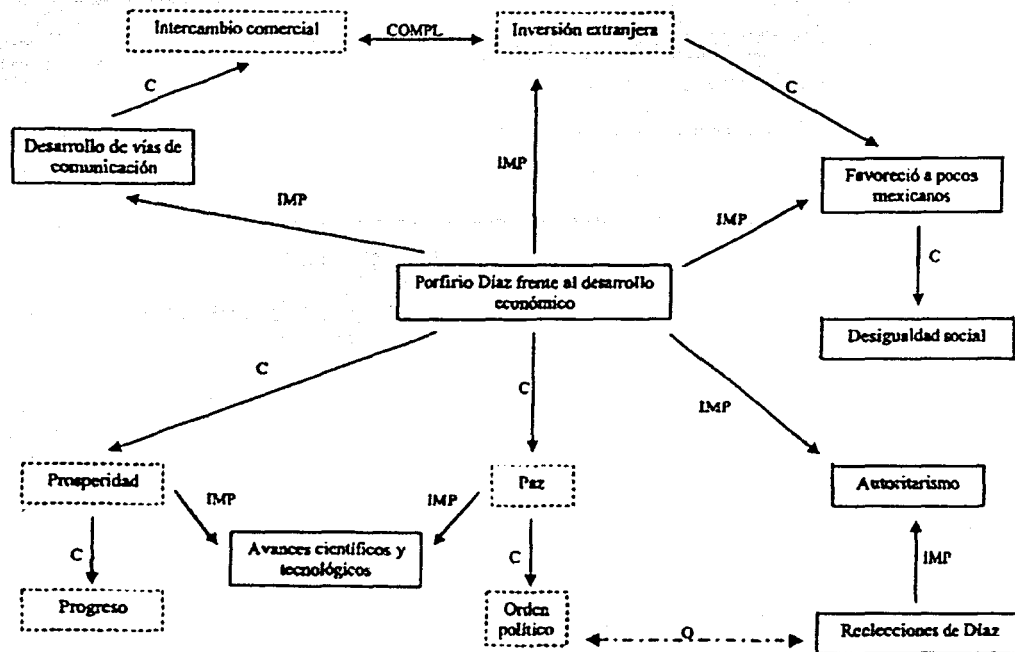 Intercambio comercial
COMPL
Inversión extranjera
C
C
Desarrollo de vías de
comunicación
IMP
Favoreció a pocos
mexicanos
IMP
IMP
C
Porfirio Díaz frente al desarrollo
económico
Desigualdad social
C
C
IMP
Prosperidad
IMP
IMP
Paz
Autoritarismo
C
Avances científicos y
tecnológicos
C
IMP
Progreso
Orden
político
O
Reelecciones de Díaz